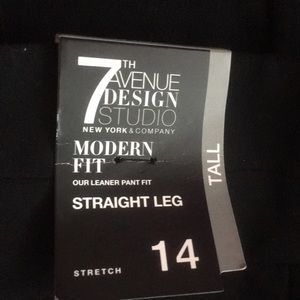 7TH
AVENUE
DESIGN
STUDIO
NEW YORK & COMPANY
MODERN
FIT
OUR LEANER PANT FIT
STRAIGHT LEG
TALL
STRETCH
14